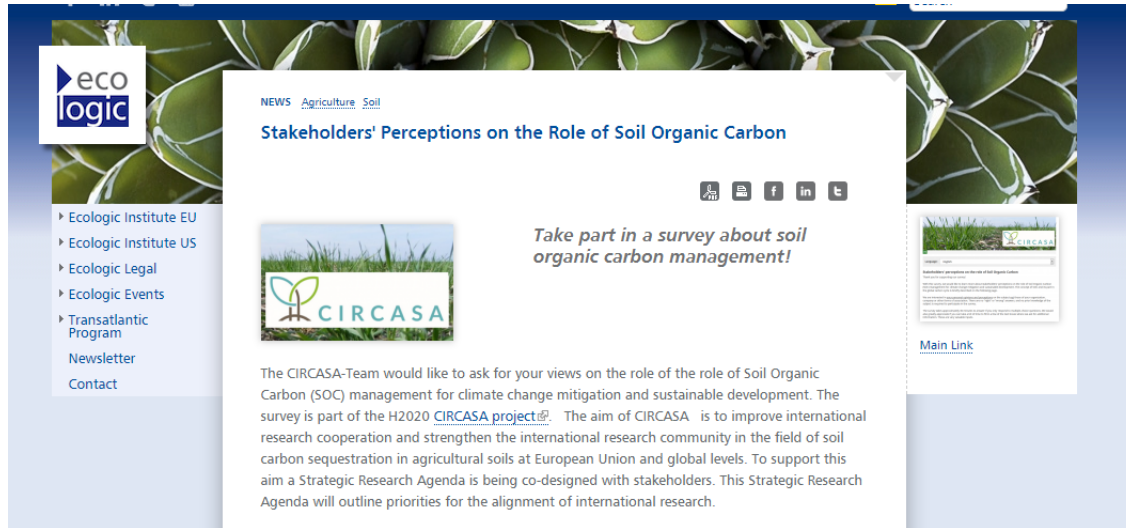 eco
logic
NEWS Agriculture Soil
Stakeholders' Perceptions on the Role of Soil Organic Carbon
Ecologic Institute EU
Ecologic Institute US
Ecologic Legal
Ecologic Events
Transatlantic
Program
Newsletter
Contact
CIRCASA
Take part in a survey about soil
organic carbon management!
The CIRCASA-Team would like to ask for your views on the role of the role of Soil Organic
Carbon (SOC) management for climate change mitigation and sustainable development. The
survey is part of the H2020 CIRCASA project. The aim of CIRCASA is to improve international
research cooperation and strengthen the international research community in the field of soil
carbon sequestration in agricultural soils at European Union and global levels. To support this
aim a Strategic Research Agenda is being co-designed with stakeholders. This Strategic Research
Agenda will outline priorities for the alignment of international research.
CIRCASA
Main Link